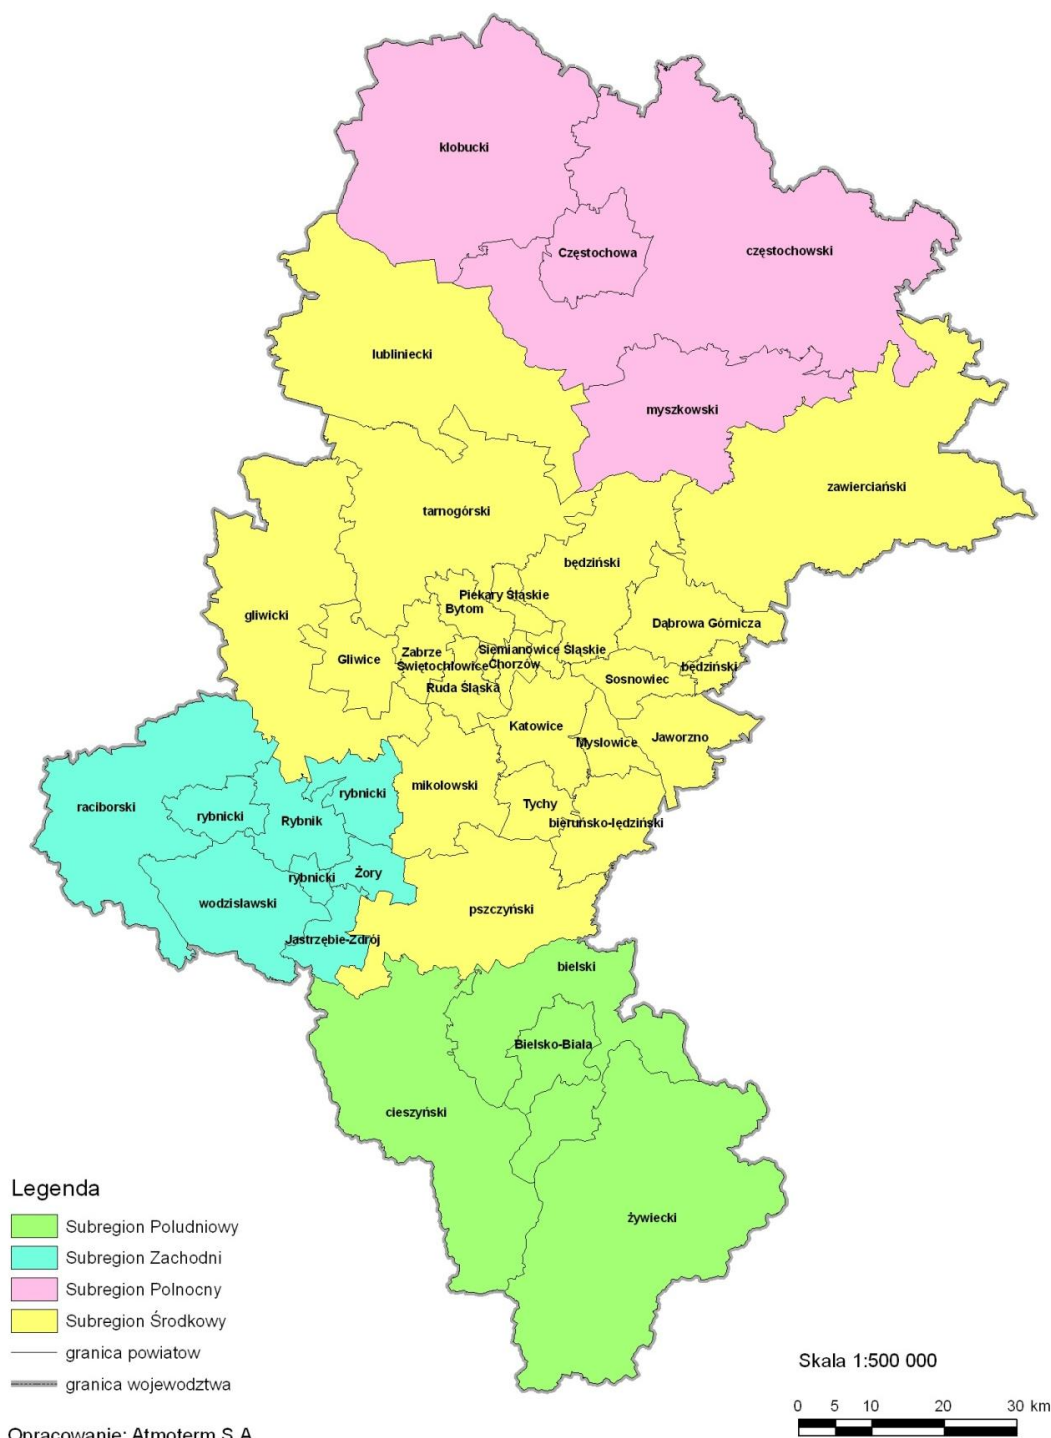 kłobucki
Częstochowa
częstochowski
lubliniecki
myszkowski
zawierciański
tarnogórski
będziński
Piekary Śląskie
Bytom
gliwicki
Dąbrowa Górnicza
Gliwice
Zabrze
Siemianowice Śląskie
Świętochłowice
Chorzów
będziński
Ruda Śląska
Sosnowiec
Katowice
Mysłowice
Jaworzno
mikołowski
rybnicki
raciborski
rybnicki
Rybnik
Tychy
bieruńsko-lędziński
rybnicki
Żory
wodzisławski
pszczyński
Jastrzębie-Zdrój
bielski
Bielsko-Biała
cieszyński
żywiecki
Legenda
Subregion Południowy
Subregion Zachodni
Subregion Polnocny
Subregion Środkowy
granica powiatow
granica wojewodztwa
Skala 1:500 000
0 5 10 20 30 km
Opracowanie: Atmoterm S.A.